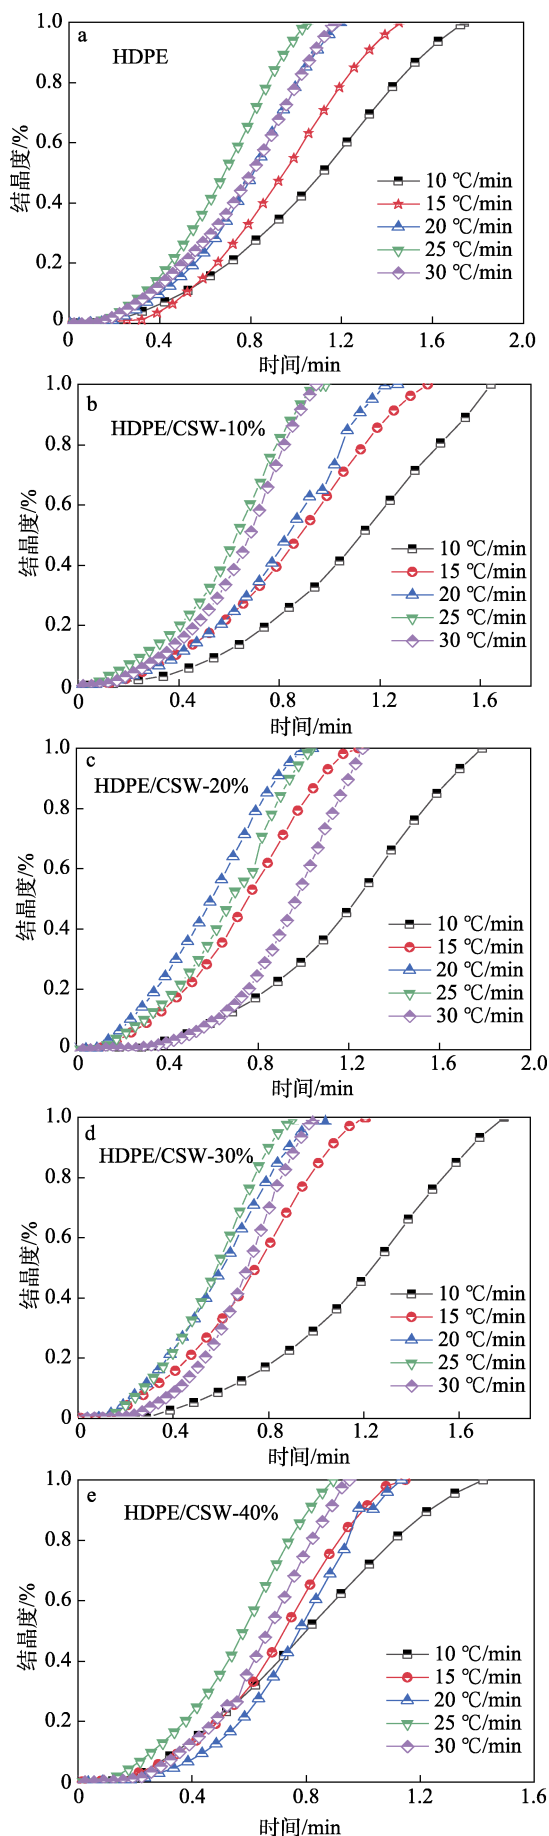 a
HDPE
1.0
0.8
0.6
0.4
0.2
0
结晶度/%
10 ℃/min
15 ℃/min
20 ℃/min
25 ℃/min
30 ℃/min
0 0.4 0.8 1.2 1.6 2.0
时间/min
b
HDPE/CSW-10%
1.0
0.8
0.6
0.4
0.2
0
结晶度/%
10 ℃/min
15 ℃/min
20 ℃/min
25 ℃/min
30 ℃/min
0 0.4 0.8 1.2 1.6
时间/min
c
HDPE/CSW-20%
1.0
0.8
0.6
0.4
0.2
0
结晶度/%
10 ℃/min
15 ℃/min
20 ℃/min
25 ℃/min
30 ℃/min
0 0.4 0.8 1.2 1.6 2.0
时间/min
d
HDPE/CSW-30%
1.0
0.8
0.6
0.4
0.2
0
结晶度/%
10 ℃/min
15 ℃/min
20 ℃/min
25 ℃/min
30 ℃/min
0 0.4 0.8 1.2 1.6
时间/min
e
HDPE/CSW-40%
1.0
0.8
0.6
0.4
0.2
0
结晶度/%
10 ℃/min
15 ℃/min
20 ℃/min
25 ℃/min
30 ℃/min
0 0.4 0.8 1.2 1.6
时间/min